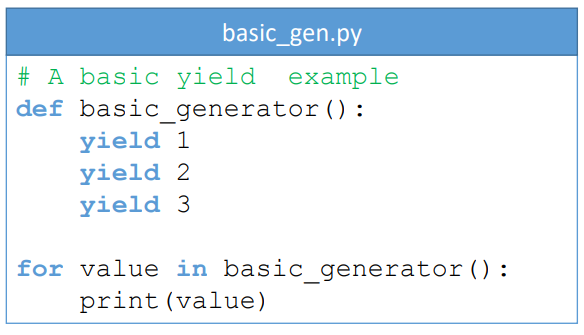 basic_gen.py
# A basic yield  example
def basic_generator():
    yield 1
    yield 2
    yield 3

for value in basic_generator():
    print(value)